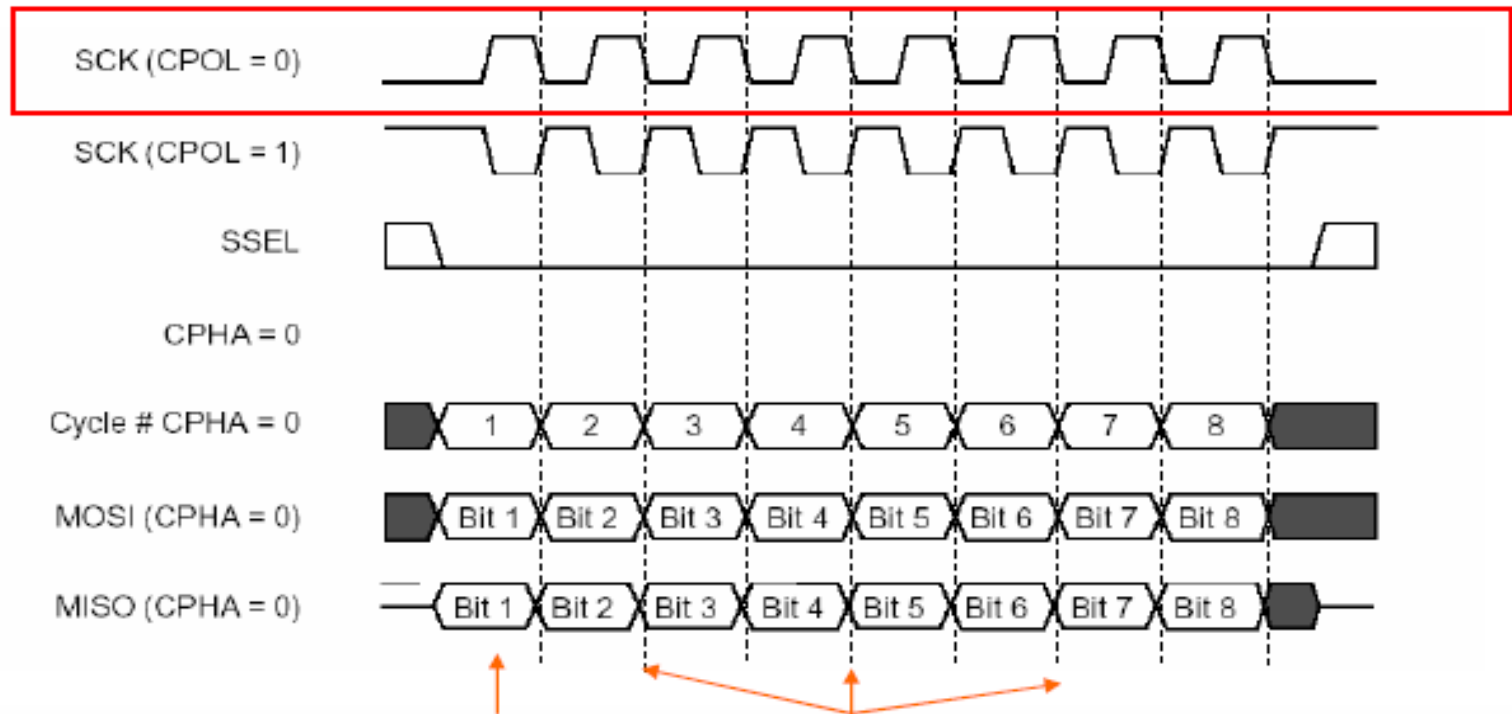 SCK (CPOL = 0)
SCK (CPOL = 1)
SSEL
CPHA = 0
Cycle # CPHA = 0 1 2 3 4 5 6 7 8
MOSI (CPHA = 0) Bit 1 Bit 2 Bit 3 Bit 4 Bit 5 Bit 6 Bit 7 Bit 8
MISO (CPHA = 0) Bit 1 Bit 2 Bit 3 Bit 4 Bit 5 Bit 6 Bit 7 Bit 8